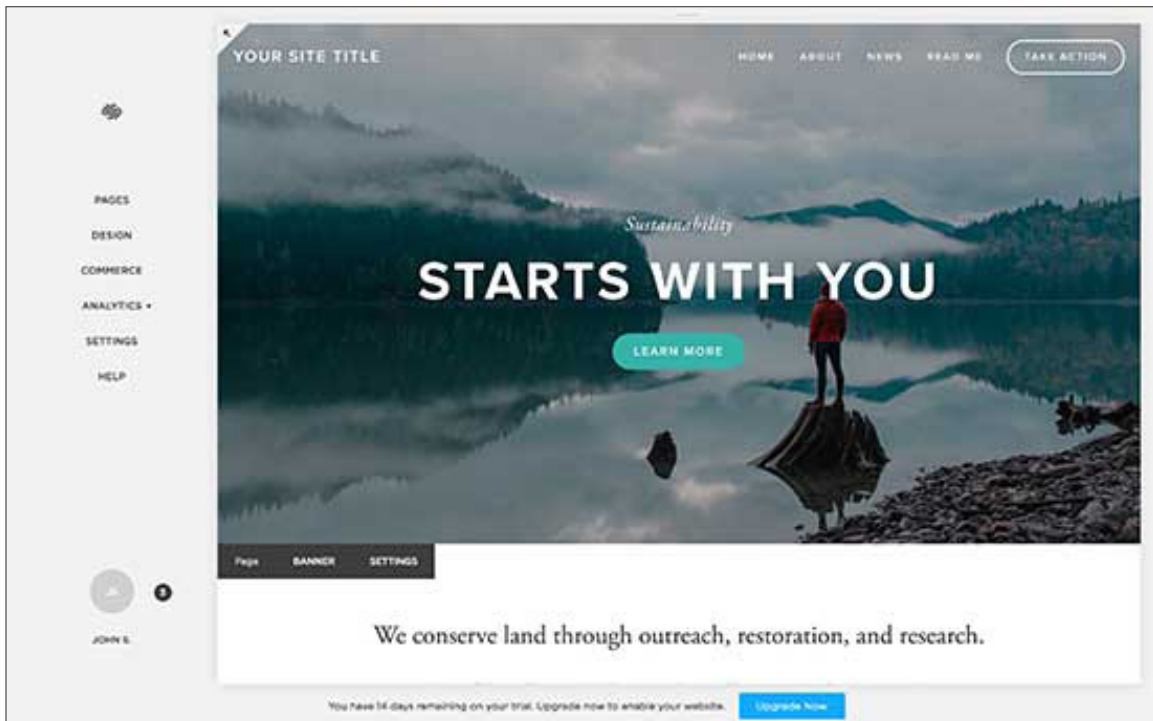 YOUR SITE TITLE
HOME ABOUT NEWS READ ME TAKE ACTION
PAGES
DESIGN
COMMERCE
ANALYTICS
SETTINGS
HELP
Sustainability
STARTS WITH YOU
LEARN MORE
Page BANNER SETTINGS
3
JOHN S.
We conserve land through outreach, restoration, and research.
You have 14 days remaining on your trial. Upgrade now to enable your website. Upgrade Now